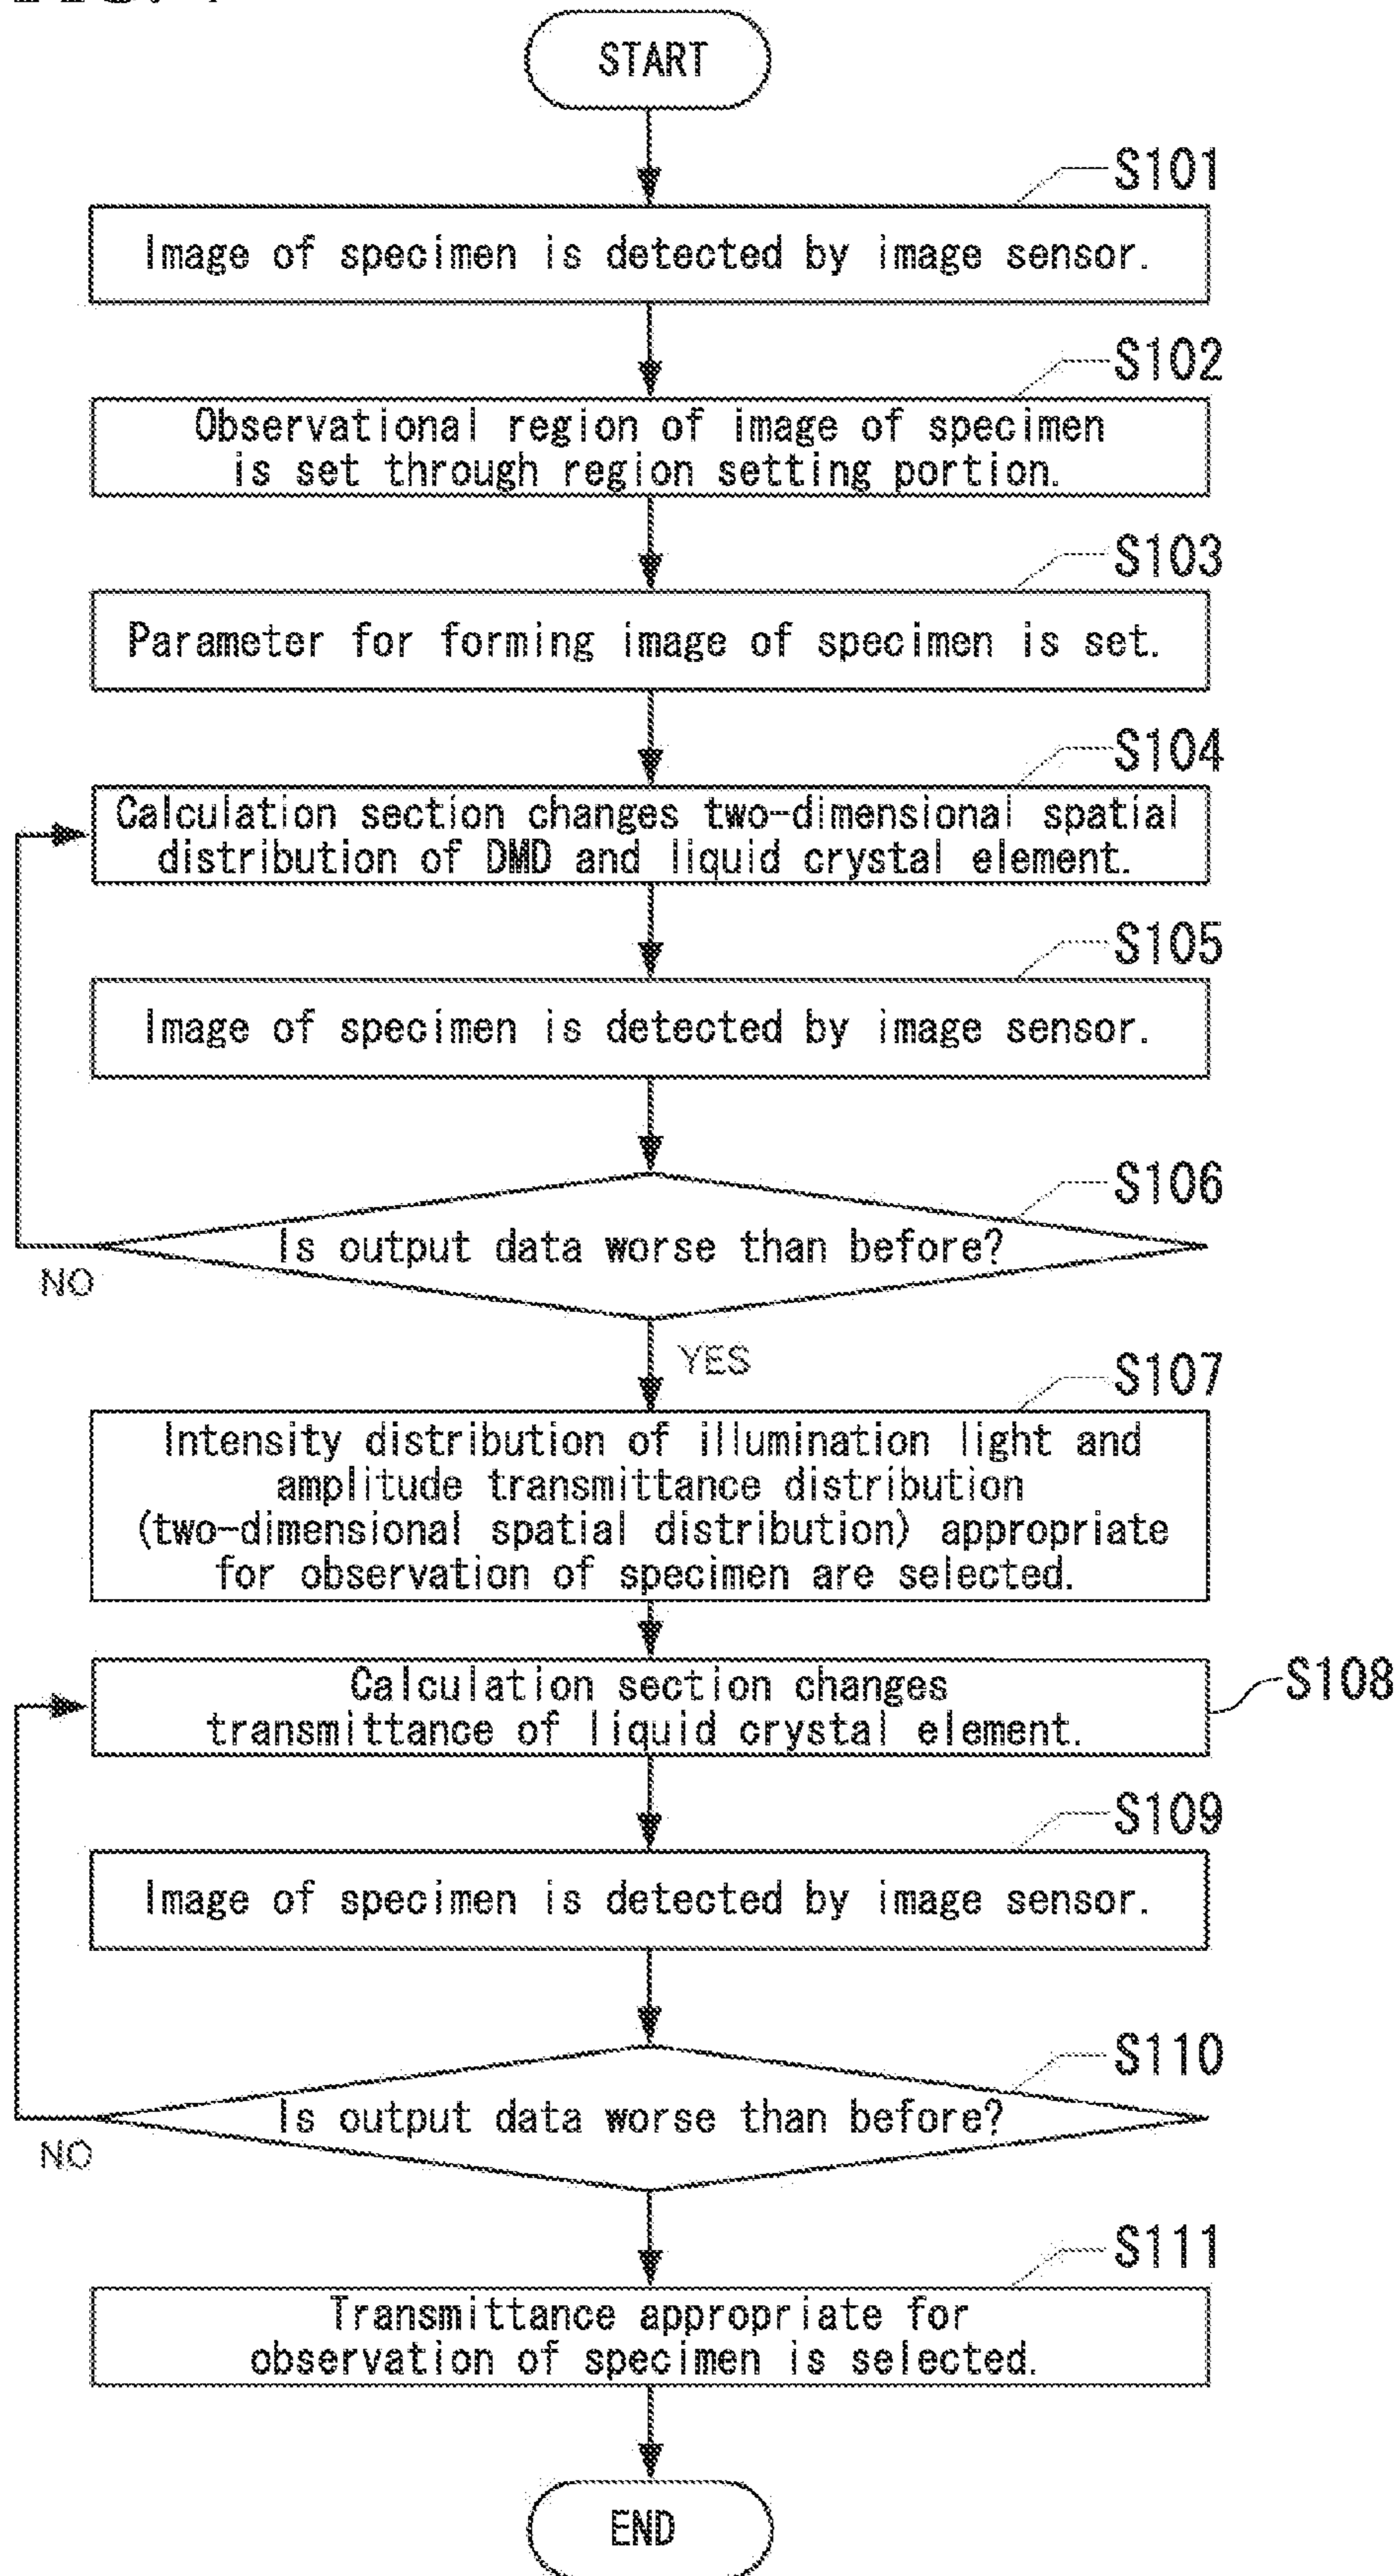 START
S101
Image of specimen is detected by image sensor.
S102
Observational region of image of specimen
is set through region setting portion.
S103
Parameter for forming image of specimen is set.
S104
Calculation section changes two-dimensional spatial
distribution of DMD and liquid crystal element.
S105
Image of specimen is detected by image sensor.
S106
Is output data worse than before?
NO
YES
S107
Intensity distribution of illumination light and
amplitude transmittance distribution
(two-dimensional spatial distribution) appropriate
for observation of specimen are selected.
S108
Calculation section changes
transmittance of liquid crystal element.
S109
Image of specimen is detected by image sensor.
S110
Is output data worse than before?
NO
S111
Transmittance appropriate for
observation of specimen is selected.
END